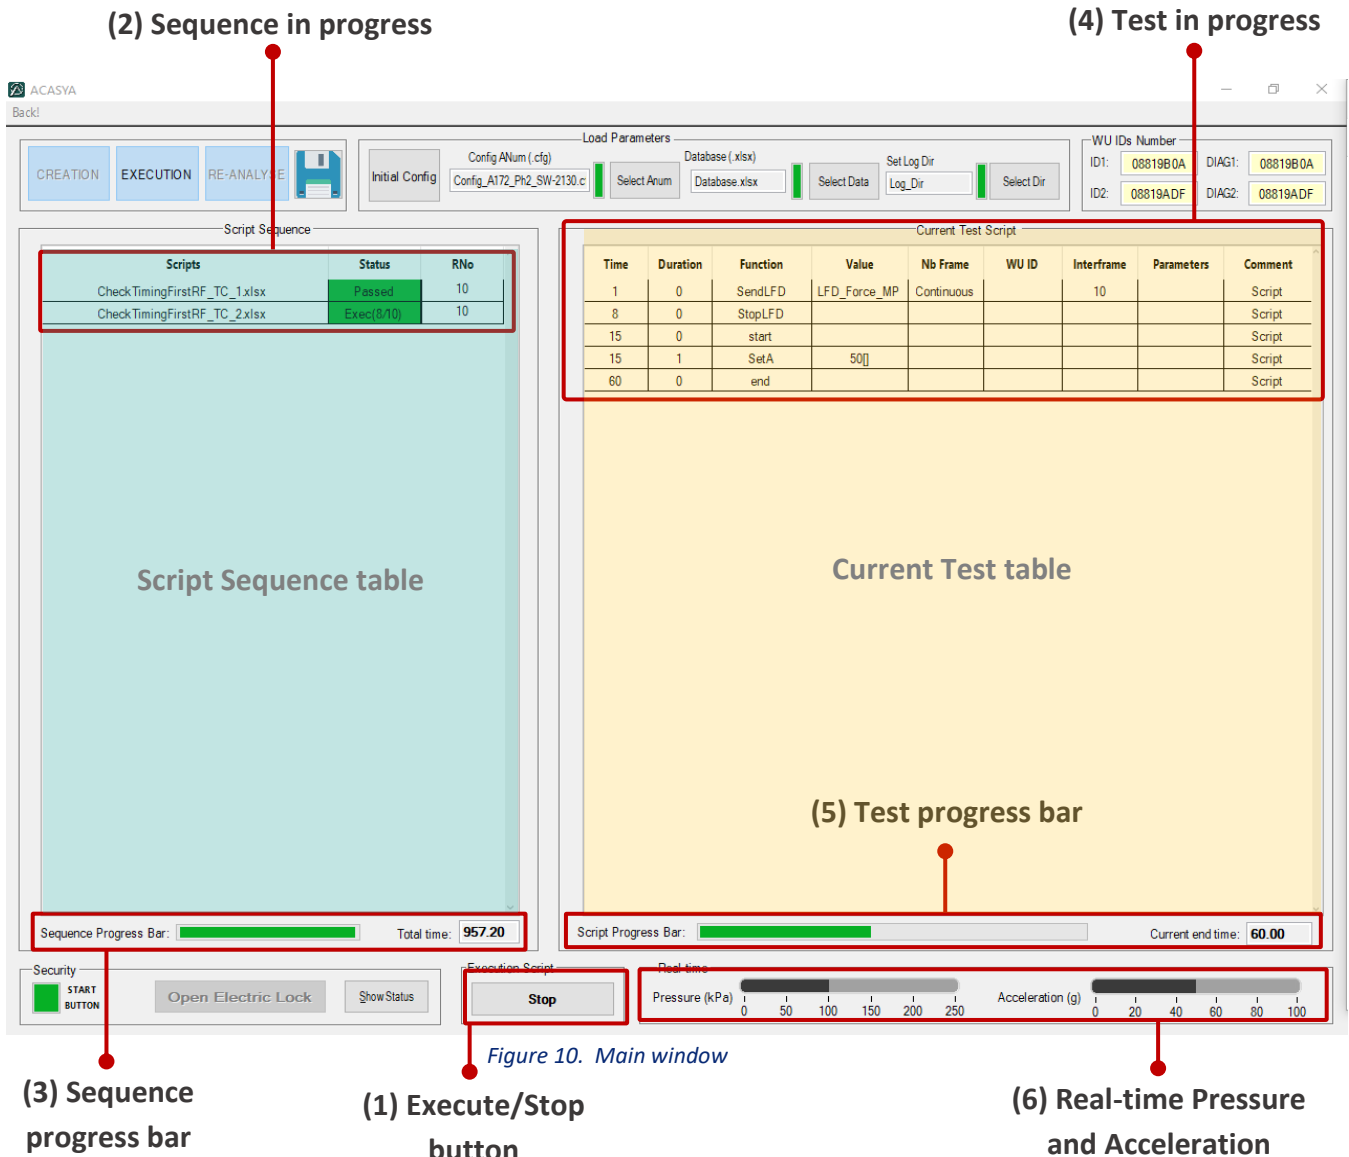 (2) Sequence in progress
(4) Test in progress
ACASYA
Back!
Load Parameters
WU IDs Number
CREATION
EXECUTION
RE-ANALYSE
Initial Config
Config ANum (.cfg)
Config_A172_Ph2_SW-2130.c
Select Anum
Database (.xlsx)
Database.xlsx
Select Data
Set Log Dir
Log_Dir
Select Dir
ID1: 08819B0A DIAG1: 08819B0A
ID2: 08819ADF DIAG2: 08819ADF
Script Sequence
Scripts Status RNo
CheckTimingFirstRF_TC_1.xlsx Passed 10
CheckTimingFirstRF_TC_2.xlsx Exec(8/10) 10
Script Sequence table
Current Test Script
Time Duration Function Value Nb Frame WU ID Interframe Parameters Comment
1 0 SendLFD LFD_Force_MP Continuous 10 Script
8 0 StopLFD Script
15 0 start Script
15 1 SetA 50[] Script
60 0 end Script
Current Test table
(5) Test progress bar
Sequence Progress Bar: Total time: 957.20
Script Progress Bar: Current end time: 60.00
Security
START
BUTTON
Open Electric Lock
Show Status
Execution Script
Stop
Real-time
Pressure (kPa)
0 50 100 150 200 250
Acceleration (g)
0 20 40 60 80 100
Figure 10. Main window
(3) Sequence
progress bar
(1) Execute/Stop
button
(6) Real-time Pressure
and Acceleration